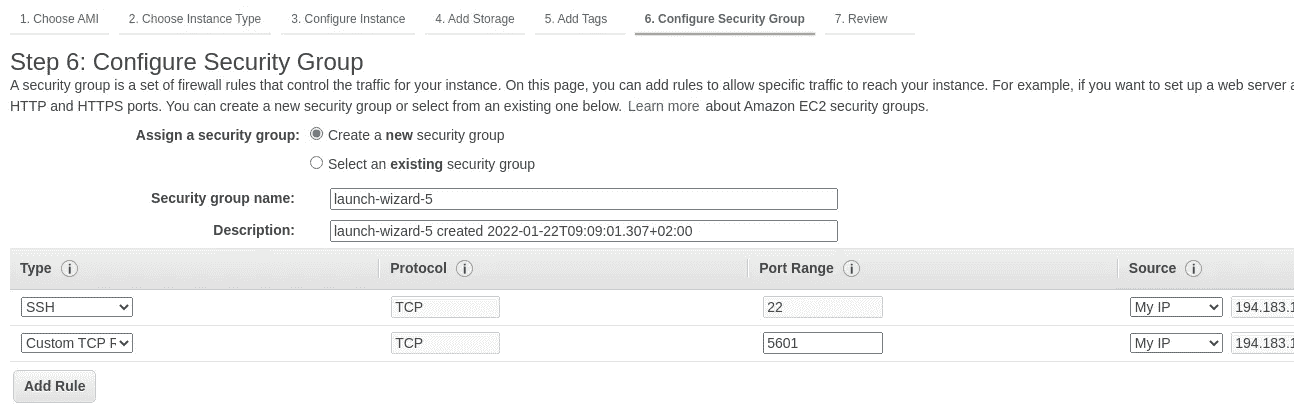 1. Choose AMI 2. Choose Instance Type 3. Configure Instance 4. Add Storage 5. Add Tags 6. Configure Security Group 7. Review
Step 6: Configure Security Group
A security group is a set of firewall rules that control the traffic for your instance. On this page, you can add rules to allow specific traffic to reach your instance. For example, if you want to set up a web server a
HTTP and HTTPS ports. You can create a new security group or select from an existing one below. Learn more about Amazon EC2 security groups.
Assign a security group: Create a new security group
Select an existing security group
Security group name: launch-wizard-5
Description: launch-wizard-5 created 2022-01-22T09:09:01.307+02:00
Type i Protocol i Port Range i Source i
SSH TCP 22 My IP 194.183.1
Custom TCP F TCP 5601 My IP 194.183.1
Add Rule